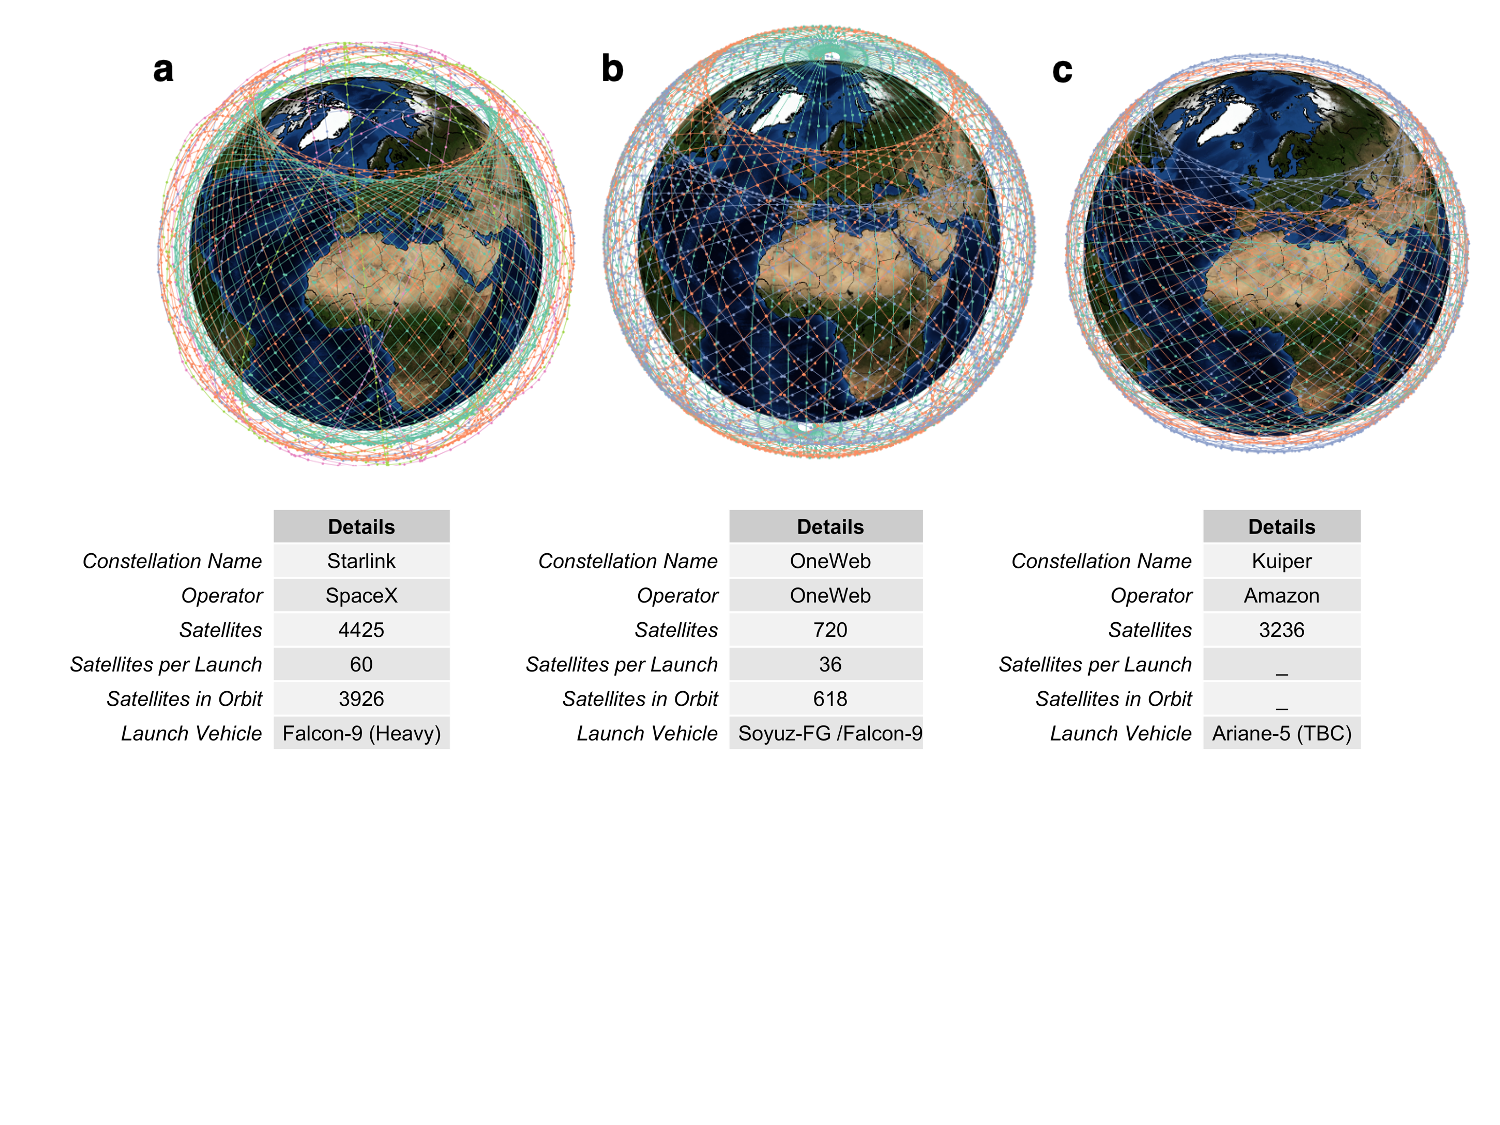 a
b
c
Details
Constellation Name Starlink
Operator SpaceX
Satellites 4425
Satellites per Launch 60
Satellites in Orbit 3926
Launch Vehicle Falcon-9 (Heavy)
Details
Constellation Name OneWeb
Operator OneWeb
Satellites 720
Satellites per Launch 36
Satellites in Orbit 618
Launch Vehicle Soyuz-FG /Falcon-9
Details
Constellation Name Kuiper
Operator Amazon
Satellites 3236
Satellites per Launch _
Satellites in Orbit _
Launch Vehicle Ariane-5 (TBC)